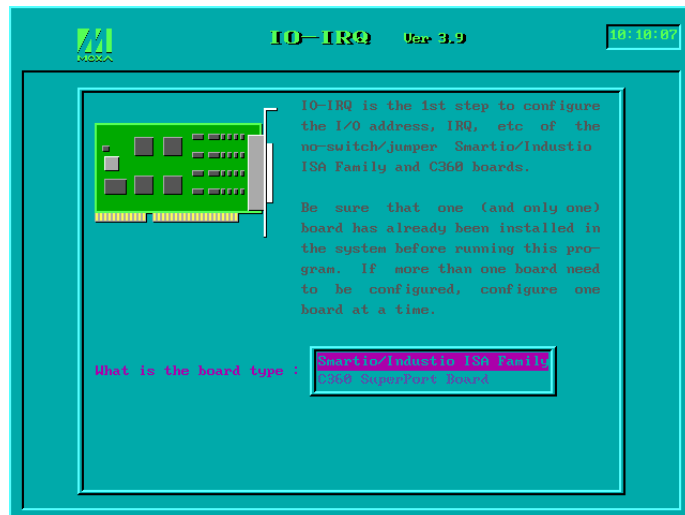 IO-IRQ Ver 3.9
10:10:07
MOXA
IO-IRQ is the 1st step to configure
the I/O address, IRQ, etc of the
no-switch/jumper Smartio/Industio
ISA Family and C360 boards.
Be sure that one (and only one)
board has already been installed in
the system before running this pro-
gram. If more than one board need
to be configured, configure one
board at a time.
What is the board type :
Smartio/Industio ISA Family
C360 SuperPort Board